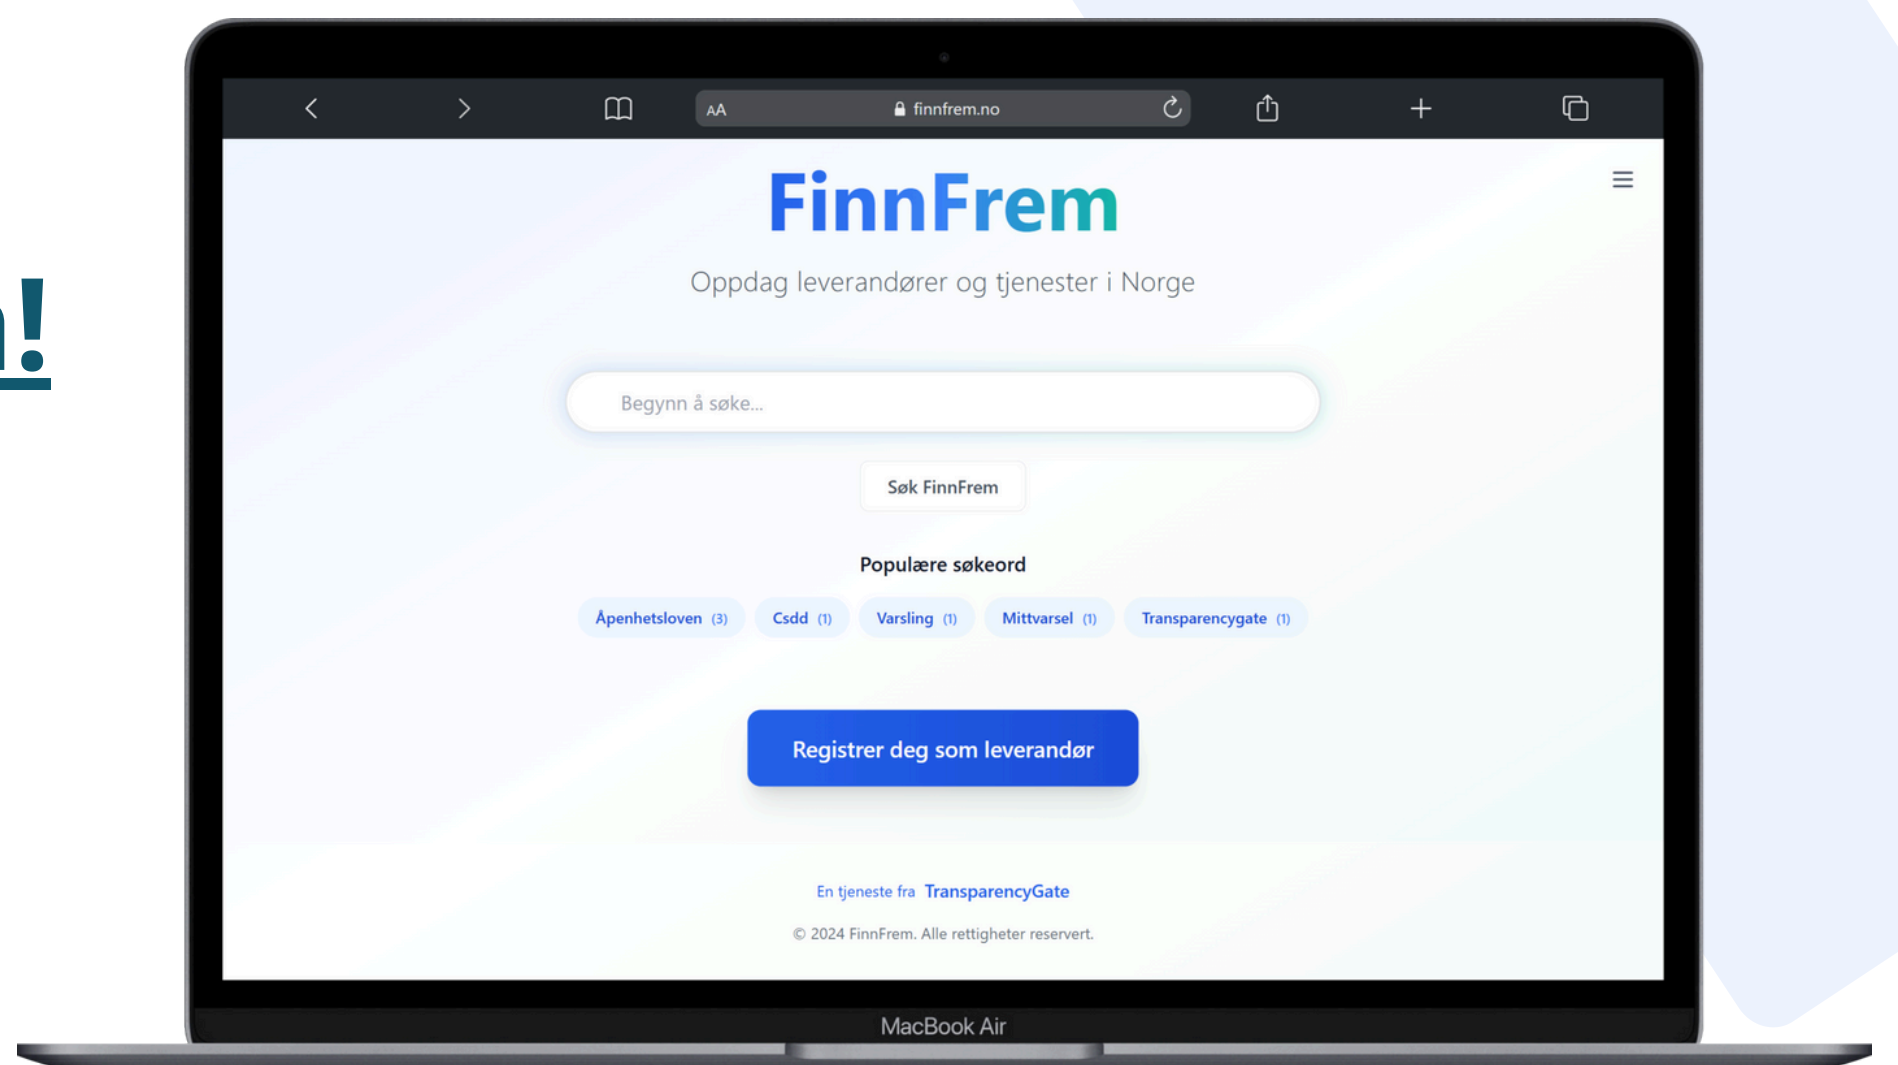 AA finnfrem.no
FinnFrem
Oppdag leverandører og tjenester i Norge
!
Begynn å søke...
Søk FinnFrem
Populære søkeord
Åpenhetsloven (3) Csdd (1) Varsling (1) Mittvarsel (1) Transparencygate (1)
Registrer deg som leverandør
En tjeneste fra TransparencyGate
© 2024 FinnFrem. Alle rettigheter reservert.
MacBook Air